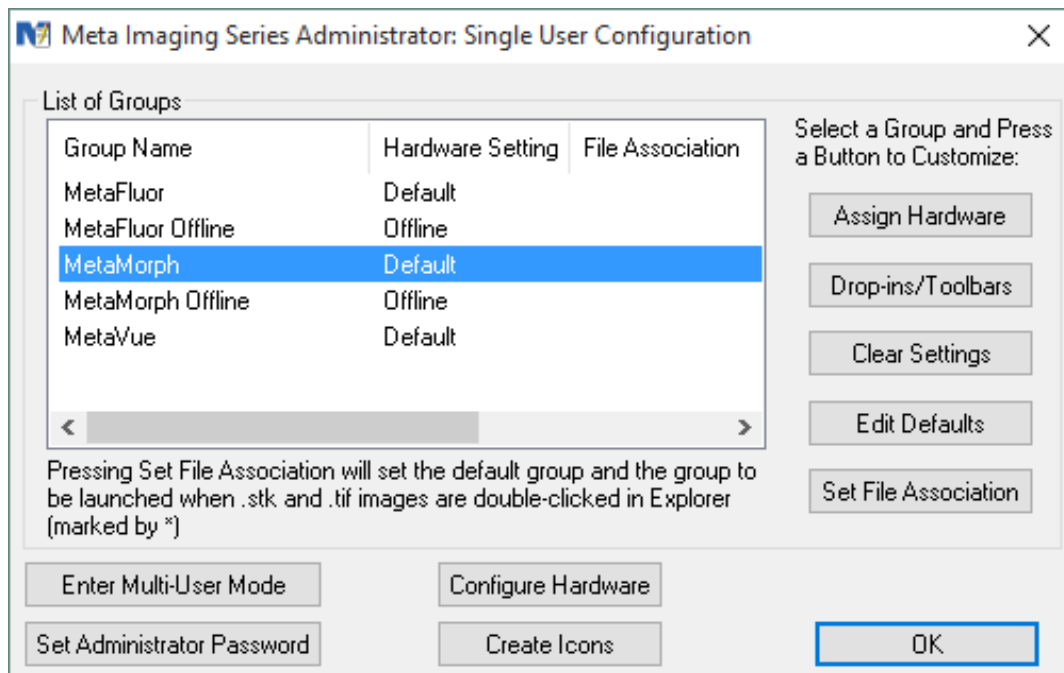 Meta Imaging Series Administrator: Single User Configuration
List of Groups
Group Name Hardware Setting File Association
MetaFluor Default
MetaFluor Offline Offline
MetaMorph Default
MetaMorph Offline Offline
MetaVue Default
Pressing Set File Association will set the default group and the group to
be launched when .stk and .tif images are double-clicked in Explorer
(marked by *)
Select a Group and Press
a Button to Customize:
Assign Hardware
Drop-ins/Toolbars
Clear Settings
Edit Defaults
Set File Association
Enter Multi-User Mode
Configure Hardware
Set Administrator Password
Create Icons
OK